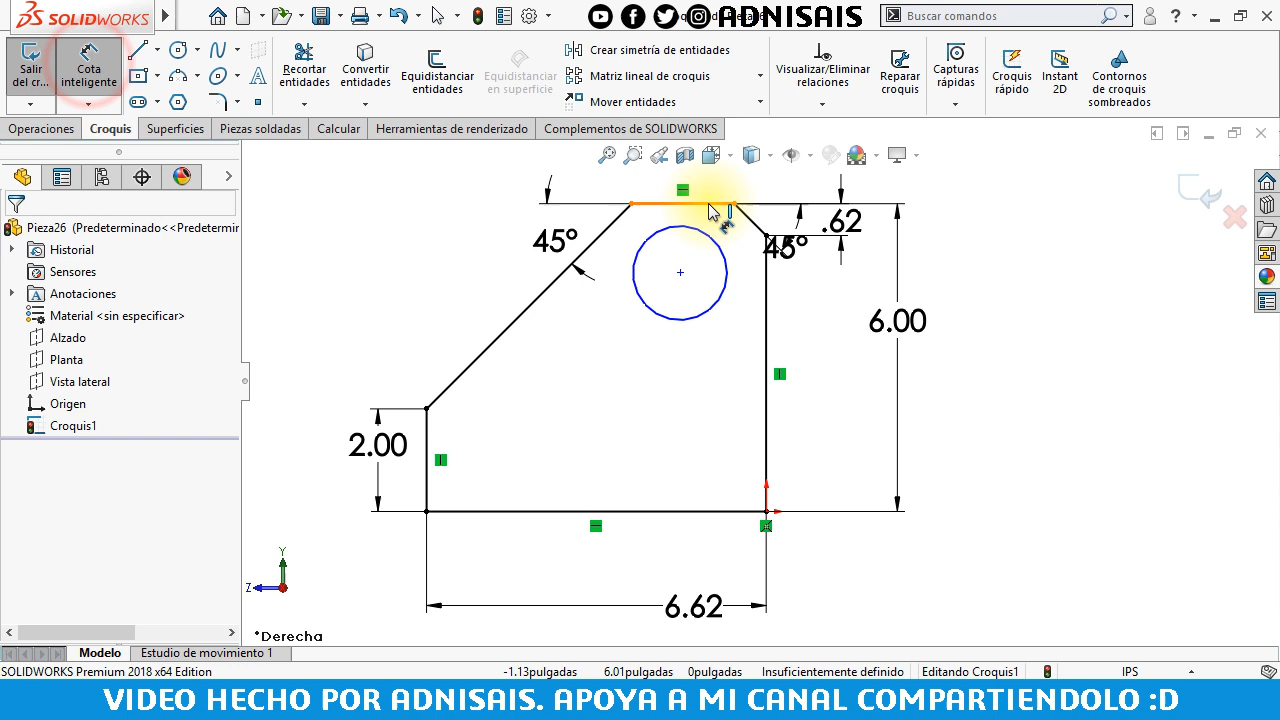 SOLIDWORKS
ADNISAIS
Buscar comandos
Salir del cr...
Cota inteligente
Recortar entidades
Convertir entidades
Equidistanciar entidades
Equidistanciar en superficie
Crear simetría de entidades
Matriz lineal de croquis
Mover entidades
Visualizar/Eliminar relaciones
Reparar croquis
Capturas rápidas
Croquis rápido
Instant 2D
Contornos de croquis sombreados
Operaciones
Croquis
Superficies
Piezas soldadas
Calcular
Herramientas de renderizado
Complementos de SOLIDWORKS
Pieza26 (Predeterminado<<Predetermin
Historial
Sensores
Anotaciones
Material <sin especificar>
Alzado
Planta
Vista lateral
Origen
Croquis1
45°
.62
45°
6.00
2.00
6.62
Y
Z
*Derecha
Modelo
Estudio de movimiento 1
SOLIDWORKS Premium 2018 x64 Edition
-1.13pulgadas
6.01pulgadas
0pulgadas
Insuficientemente definido
Editando Croquis1
IPS
VIDEO HECHO POR ADNISAIS. APOYA A MI CANAL COMPARTIENDOLO :D